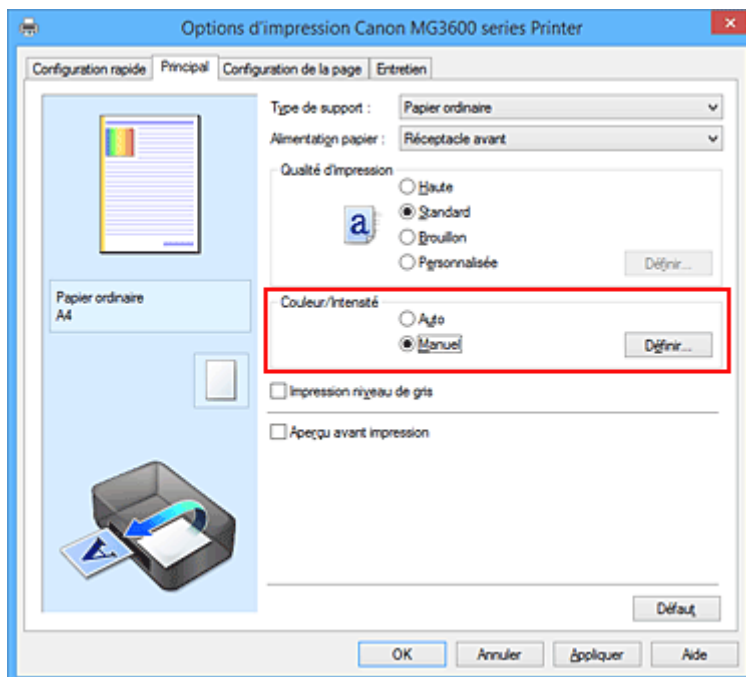 Options d'impression Canon MG3600 series Printer
Configuration rapide Principal Configuration de la page Entretien
Type de support : Papier ordinaire
Alimentation papier : Réceptacle avant
Qualité d'impression
Haute
a Standard
Brouillon
Personnalisée Définir...
Papier ordinaire
A4
Couleur/Intensité
Auto
Manuel Définir...
Impression niveau de gris
Aperçu avant impression
A
Défaut
OK Annuler Appliquer Aide